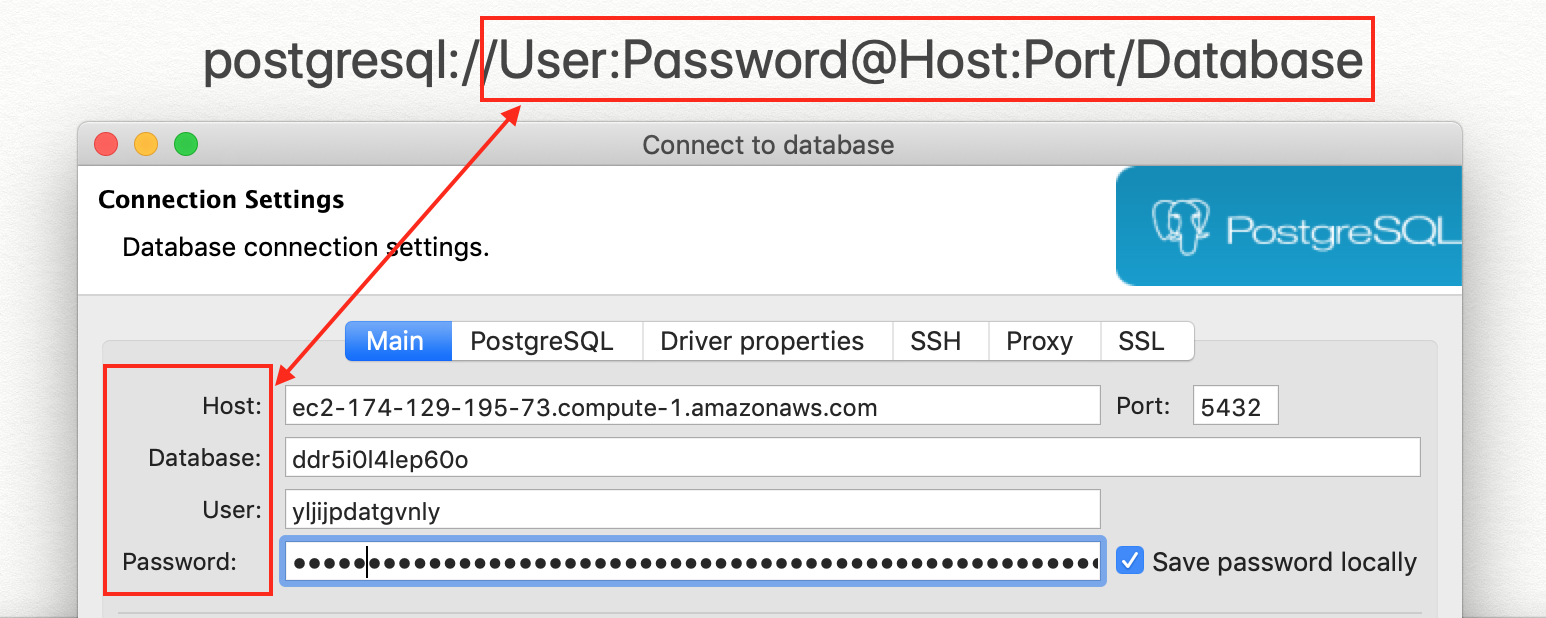 postgresql://User:Password@Host:Port/Database
Connect to database
Connection Settings
Database connection settings.
PostgreSQL
Main PostgreSQL Driver properties SSH Proxy SSL
Host: ec2-174-129-195-73.compute-1.amazonaws.com Port: 5432
Database: ddr5i0l4lep60o
User: yljijpdatgvnly
Password: Save password locally